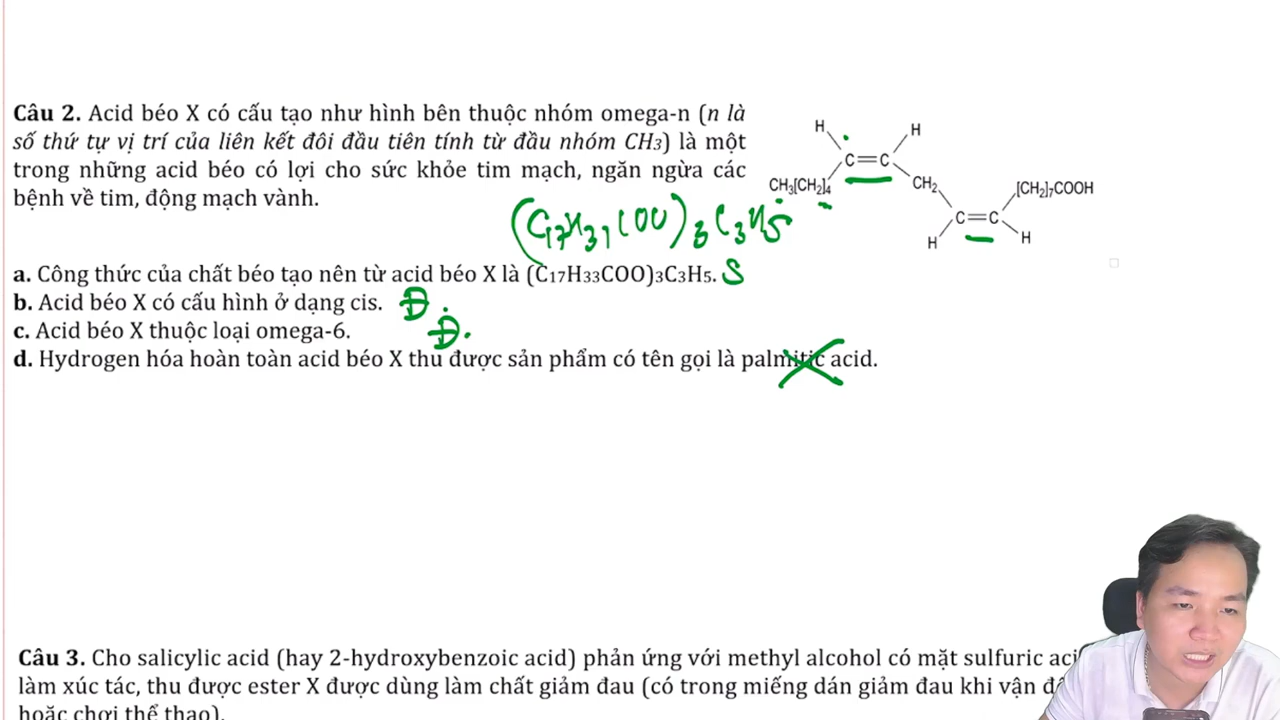 Câu 2. Acid béo X có cấu tạo như hình bên thuộc nhóm omega-n (n là
số thứ tự vị trí của liên kết đôi đầu tiên tính từ đầu nhóm CH₃) là một
trong những acid béo có lợi cho sức khỏe tim mạch, ngăn ngừa các
bệnh về tim, động mạch vành.
H H
C=C
CH₃[CH₂]₄ CH₂ [CH₂]₇COOH
C=C
H H
(C₁₇H₃₁COO)₃C₃H₅
a. Công thức của chất béo tạo nên từ acid béo X là (C₁₇H₃₃COO)₃C₃H₅. S
b. Acid béo X có cấu hình ở dạng cis. Đ
c. Acid béo X thuộc loại omega-6. Đ.
d. Hydrogen hóa hoàn toàn acid béo X thu được sản phẩm có tên gọi là palmitic acid.
Câu 3. Cho salicylic acid (hay 2-hydroxybenzoic acid) phản ứng với methyl alcohol có mặt sulfuric
làm xúc tác, thu được ester X được dùng làm chất giảm đau (có trong miếng dán giảm đau khi vận
hoặc chơi thể thao).